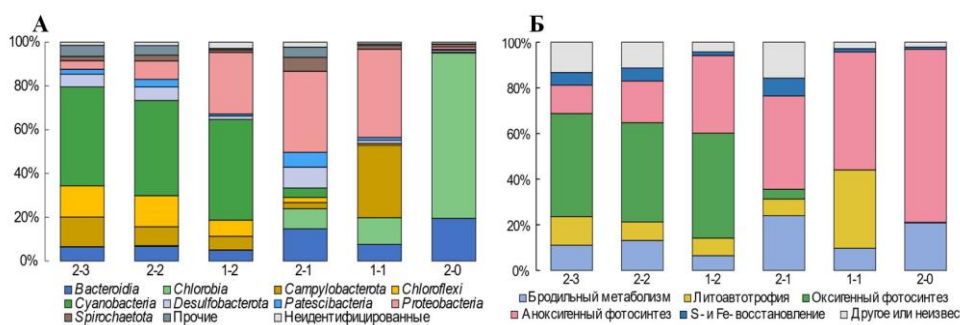 А
100%
80%
60%
40%
20%
0%
2-3 2-2 1-2 2-1 1-1 2-0
Bacteroidia Chlorobia Campylobacterota Chloroflexi
Cyanobacteria Desulfobacterota Patescibacteria Proteobacteria
Spirochaetota Прочие Неидентифицированные
Б
100%
80%
60%
40%
20%
0%
2-3 2-2 1-2 2-1 1-1 2-0
Бродильный метаболизм Литоавтотрофия Оксигенный фотосинтез
Аноксигенный фотосинтез S - и Fe- восстановление Другое или неизвес